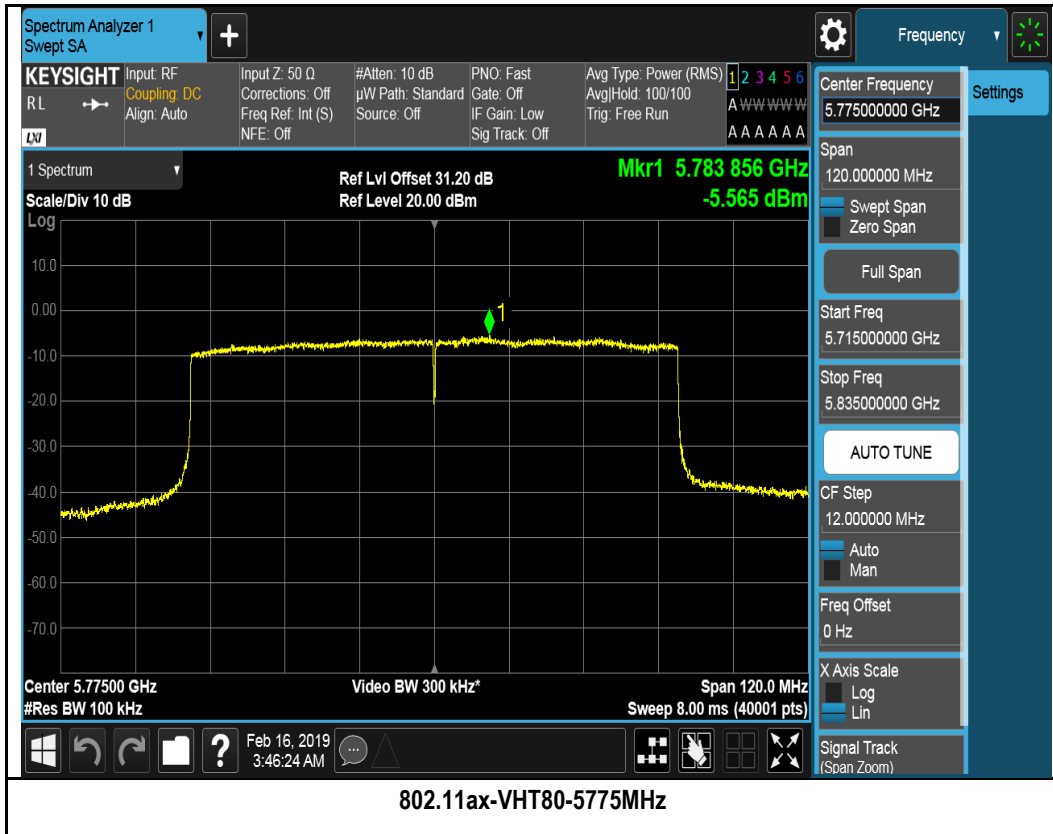 Spectrum Analyzer 1
Swept SA
+
Frequency
KEYSIGHT
RL
LXI
Input: RF
Coupling: DC
Align: Auto
Input Z: 50 Ω
Corrections: Off
Freq Ref: Int (S)
NFE: Off
#Atten: 10 dB
µW Path: Standard
Source: Off
PNO: Fast
Gate: Off
IF Gain: Low
Sig Track: Off
Avg Type: Power (RMS)
Avg|Hold: 100/100
Trig: Free Run
1 2 3 4 5 6
A W W W W W
A A A A A A
1 Spectrum
Scale/Div 10 dB
Ref Lvl Offset 31.20 dB
Ref Level 20.00 dBm
Mkr1 5.783 856 GHz
-5.565 dBm
Log
10.0
0.00
-10.0
-20.0
-30.0
-40.0
-50.0
-60.0
-70.0
1
Center 5.77500 GHz
#Res BW 100 kHz
Video BW 300 kHz*
Span 120.0 MHz
Sweep 8.00 ms (40001 pts)
Center Frequency
5.775000000 GHz
Settings
Span
120.000000 MHz
Swept Span
Zero Span
Full Span
Start Freq
5.715000000 GHz
Stop Freq
5.835000000 GHz
AUTO TUNE
CF Step
12.000000 MHz
Auto
Man
Freq Offset
0 Hz
X Axis Scale
Log
Lin
Signal Track
(Span Zoom)
?
Feb 16, 2019
3:46:24 AM
802.11ax-VHT80-5775MHz